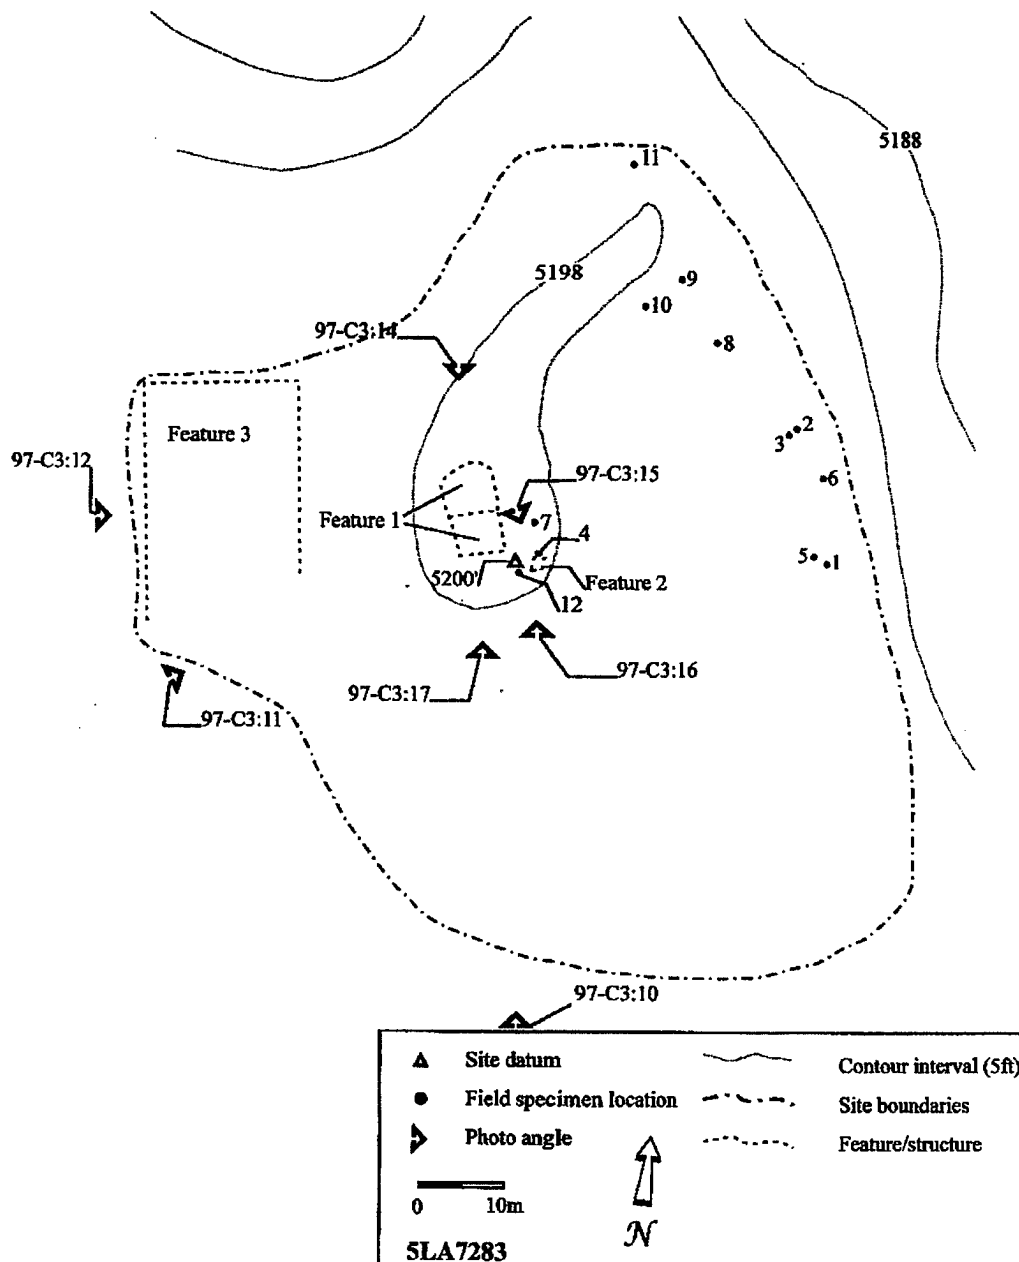 5188
11
5198
9
10
97-C3:14
8
Feature 3
2
3
97-C3:12
97-C3:15
6
Feature 1
7
4
5
1
5200'
Feature 2
12
97-C3:16
97-C3:17
97-C3:11
97-C3:10
Site datum
Contour interval (5ft)
Field specimen location
Site boundaries
Photo angle
Feature/structure
0 10m
N
5LA7283